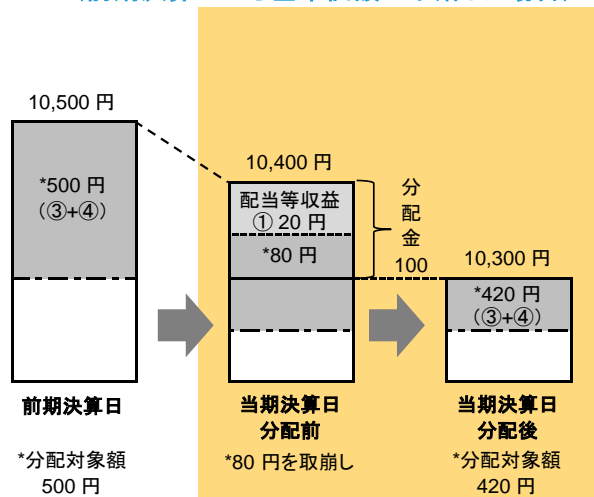 10,500 円
*500 円
（③+④）
10,400 円
配当等収益
① 20 円
*80 円
分
配
金
100
10,300 円
*420 円
（③+④）
前期決算日
*分配対象額
500 円
当期決算日
分配前
*80 円を取崩し
当期決算日
分配後
*分配対象額
420 円